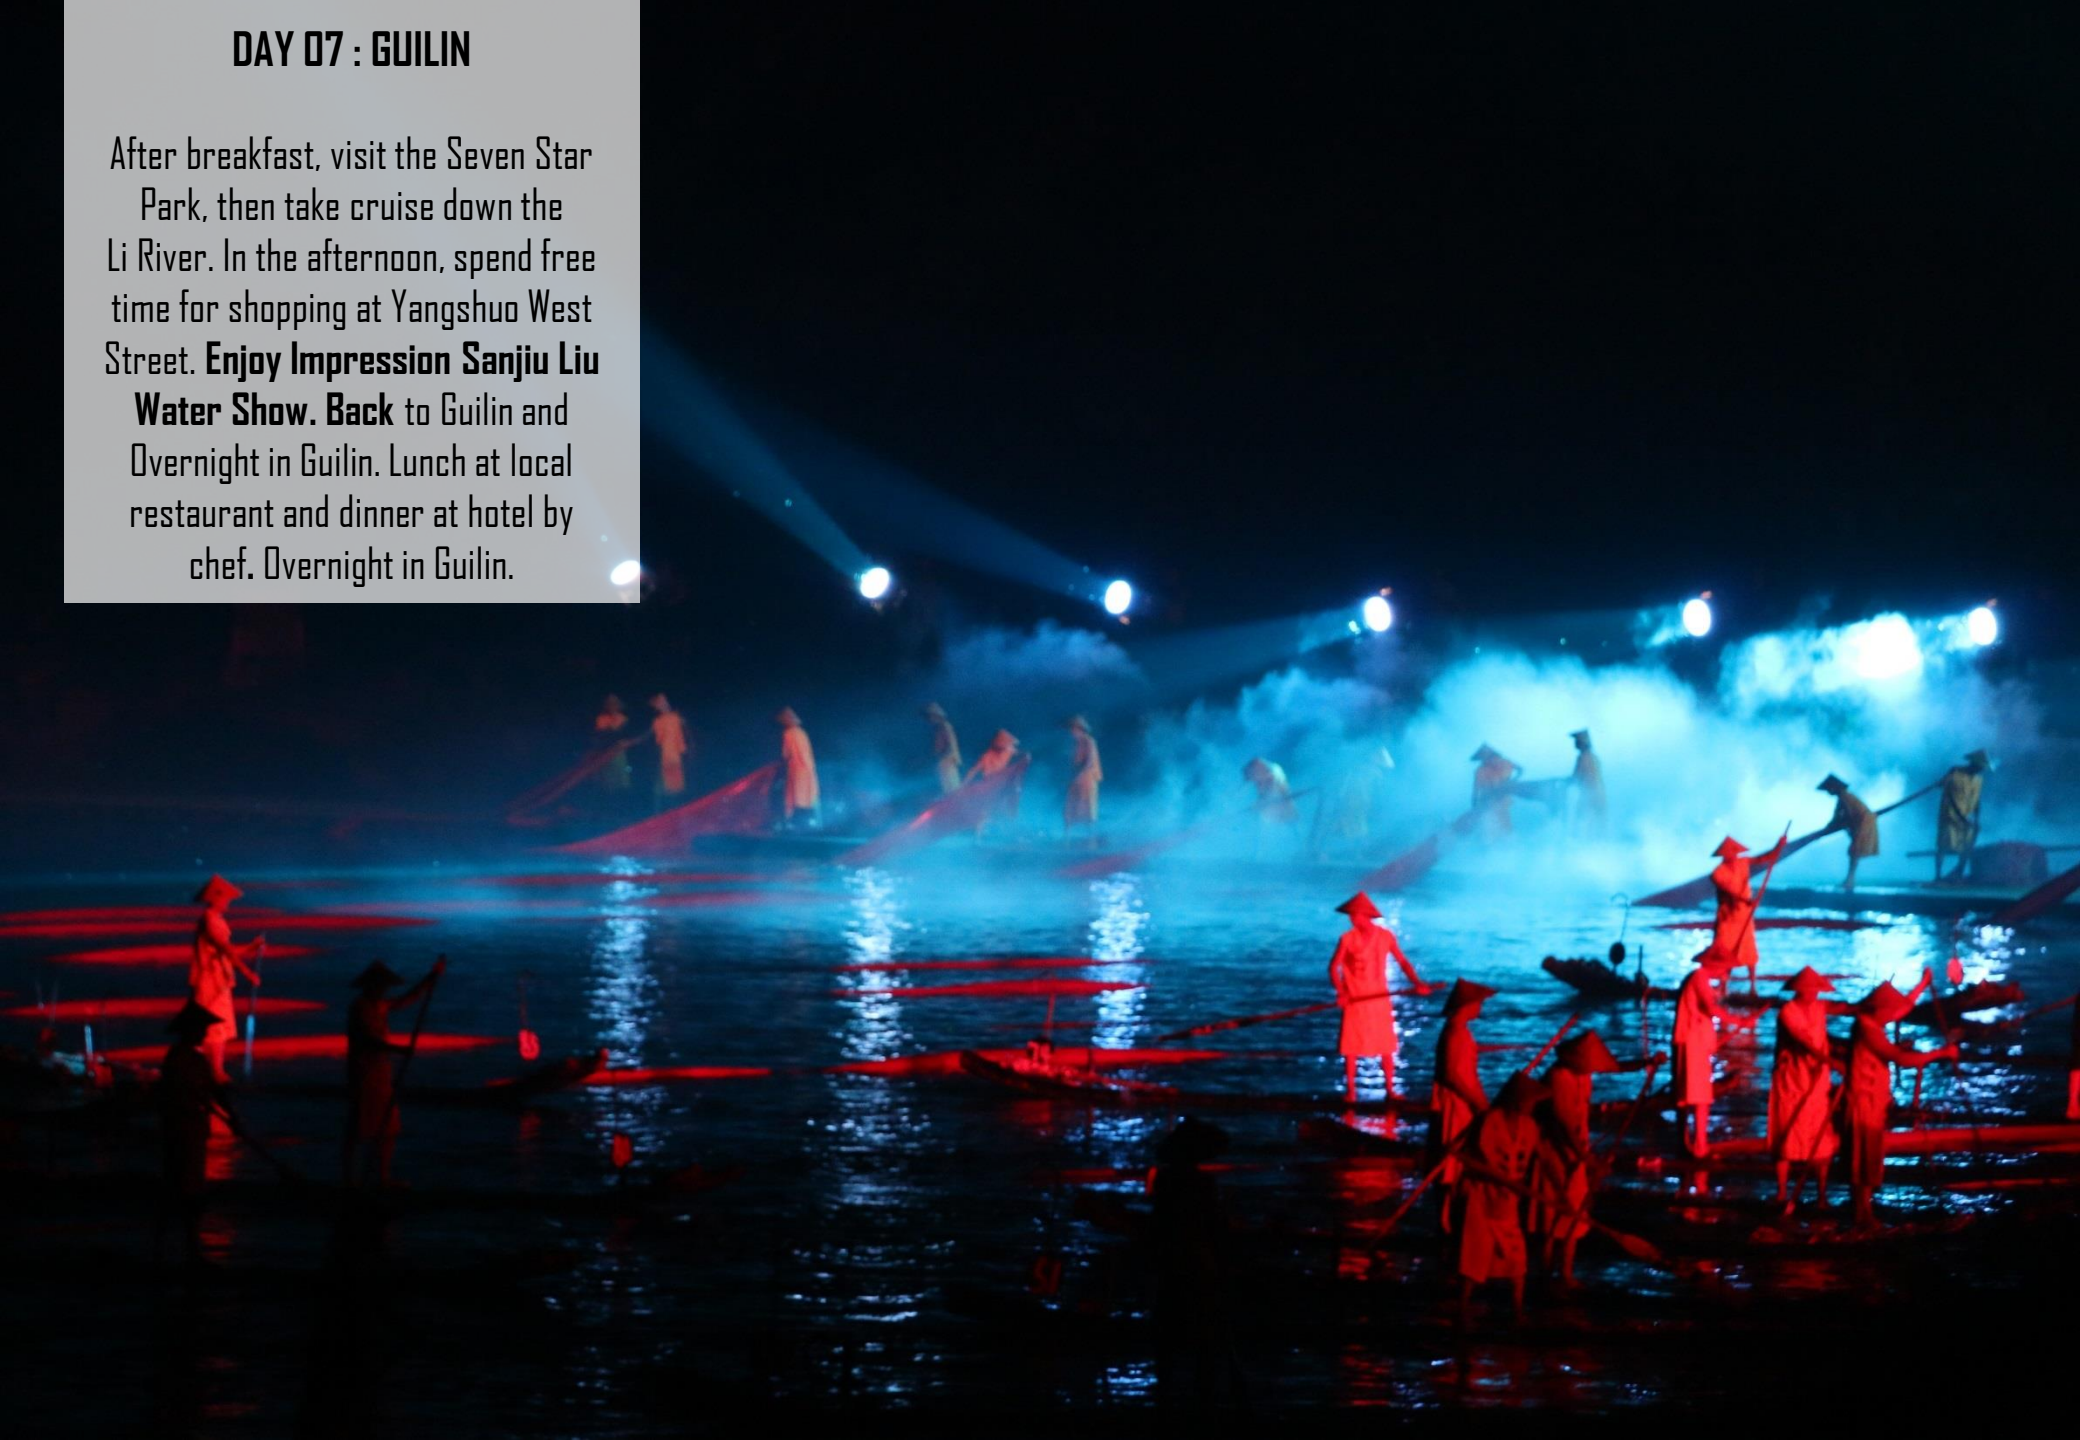 DAY 07 : GUILIN
After breakfast, visit the Seven Star
Park, then take cruise down the
Li River. In the afternoon, spend free
time for shopping at Yangshuo West
Street. Enjoy Impression Sanjiu Liu
Water Show. Back to Guilin and
Overnight in Guilin. Lunch at local
restaurant and dinner at hotel by
chef. Overnight in Guilin.